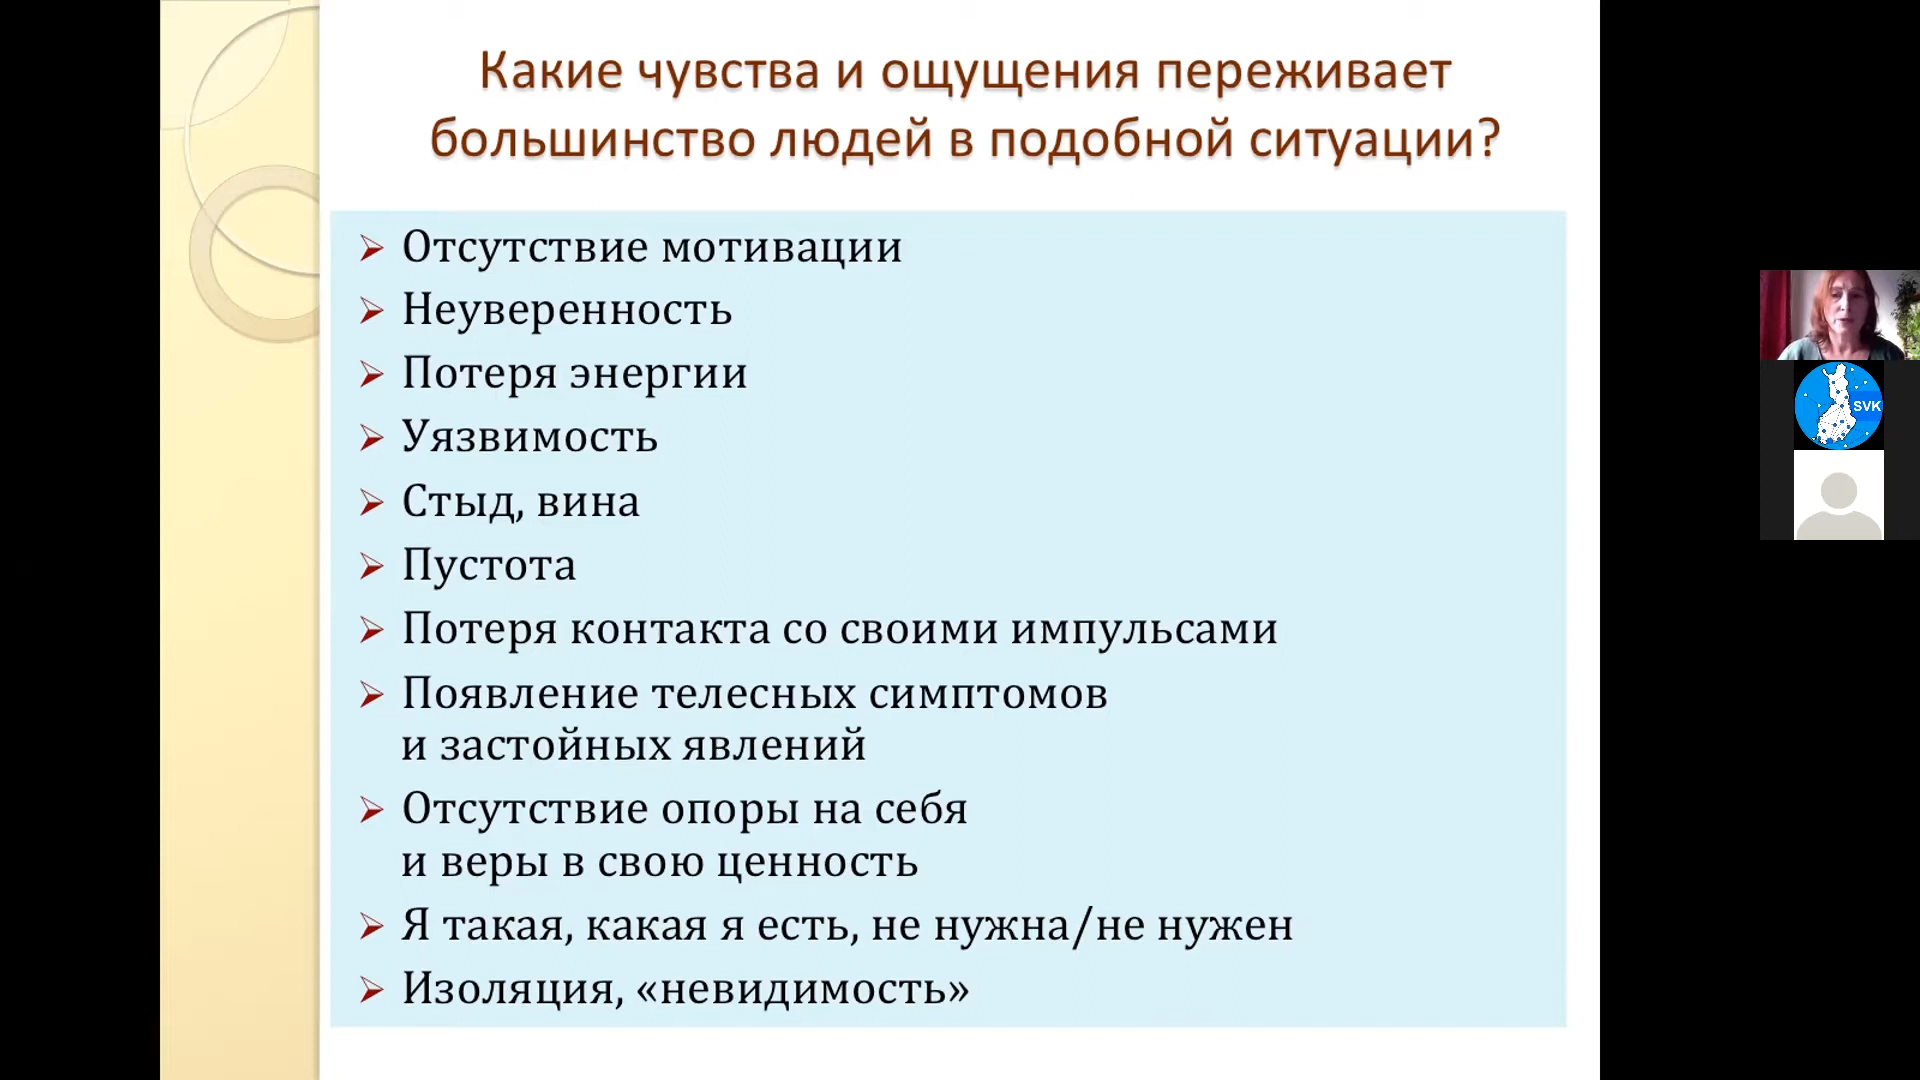 Какие чувства и ощущения переживает
большинство людей в подобной ситуации?
Отсутствие мотивации
Неуверенность
Потеря энергии
Уязвимость
Стыд, вина
Пустота
Потеря контакта со своими импульсами
Появление телесных симптомов
и застойных явлений
Отсутствие опоры на себя
и веры в свою ценность
Я такая, какая я есть, не нужна/не нужен
Изоляция, «невидимость»
SVK